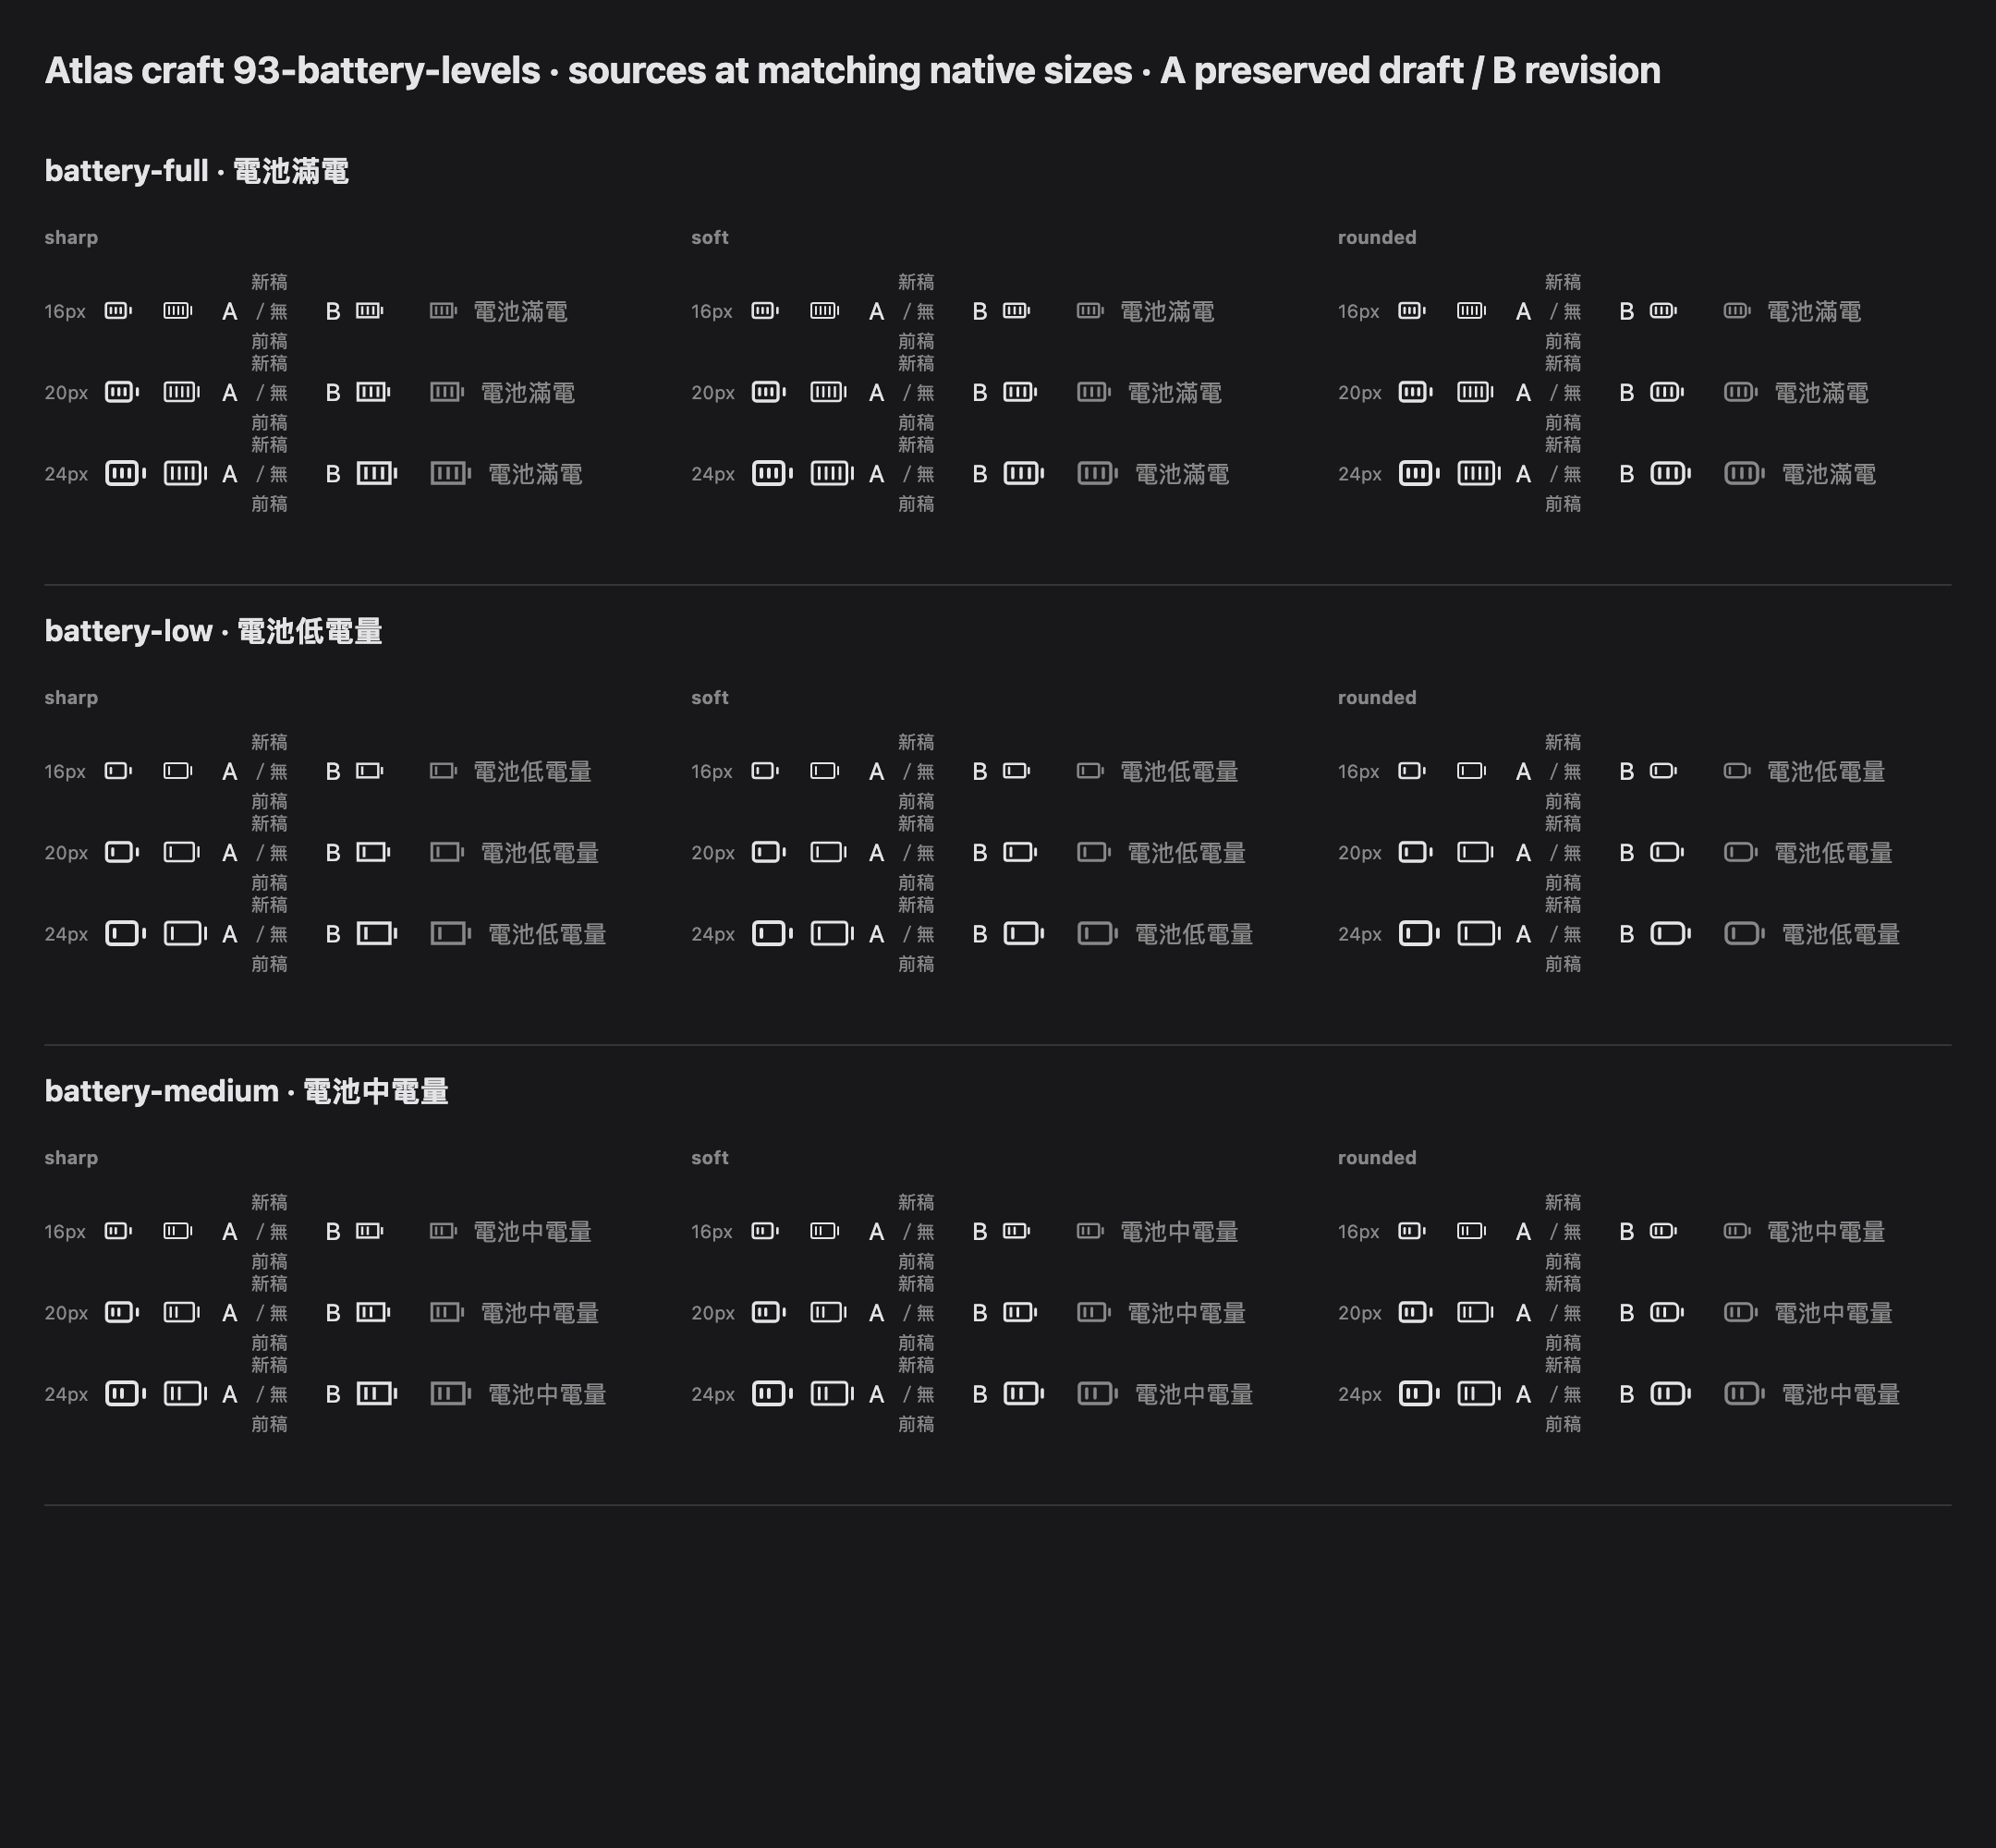 Atlas craft 93-battery-levels · sources at matching native sizes · A preserved draft / B revision
battery-full · 電池滿電
sharp
16px A 新稿 / 無前稿 B 電池滿電
20px A 新稿 / 無前稿 B 電池滿電
24px A 新稿 / 無前稿 B 電池滿電
soft
16px A 新稿 / 無前稿 B 電池滿電
20px A 新稿 / 無前稿 B 電池滿電
24px A 新稿 / 無前稿 B 電池滿電
rounded
16px A 新稿 / 無前稿 B 電池滿電
20px A 新稿 / 無前稿 B 電池滿電
24px A 新稿 / 無前稿 B 電池滿電
battery-low · 電池低電量
sharp
16px A 新稿 / 無前稿 B 電池低電量
20px A 新稿 / 無前稿 B 電池低電量
24px A 新稿 / 無前稿 B 電池低電量
soft
16px A 新稿 / 無前稿 B 電池低電量
20px A 新稿 / 無前稿 B 電池低電量
24px A 新稿 / 無前稿 B 電池低電量
rounded
16px A 新稿 / 無前稿 B 電池低電量
20px A 新稿 / 無前稿 B 電池低電量
24px A 新稿 / 無前稿 B 電池低電量
battery-medium · 電池中電量
sharp
16px A 新稿 / 無前稿 B 電池中電量
20px A 新稿 / 無前稿 B 電池中電量
24px A 新稿 / 無前稿 B 電池中電量
soft
16px A 新稿 / 無前稿 B 電池中電量
20px A 新稿 / 無前稿 B 電池中電量
24px A 新稿 / 無前稿 B 電池中電量
rounded
16px A 新稿 / 無前稿 B 電池中電量
20px A 新稿 / 無前稿 B 電池中電量
24px A 新稿 / 無前稿 B 電池中電量